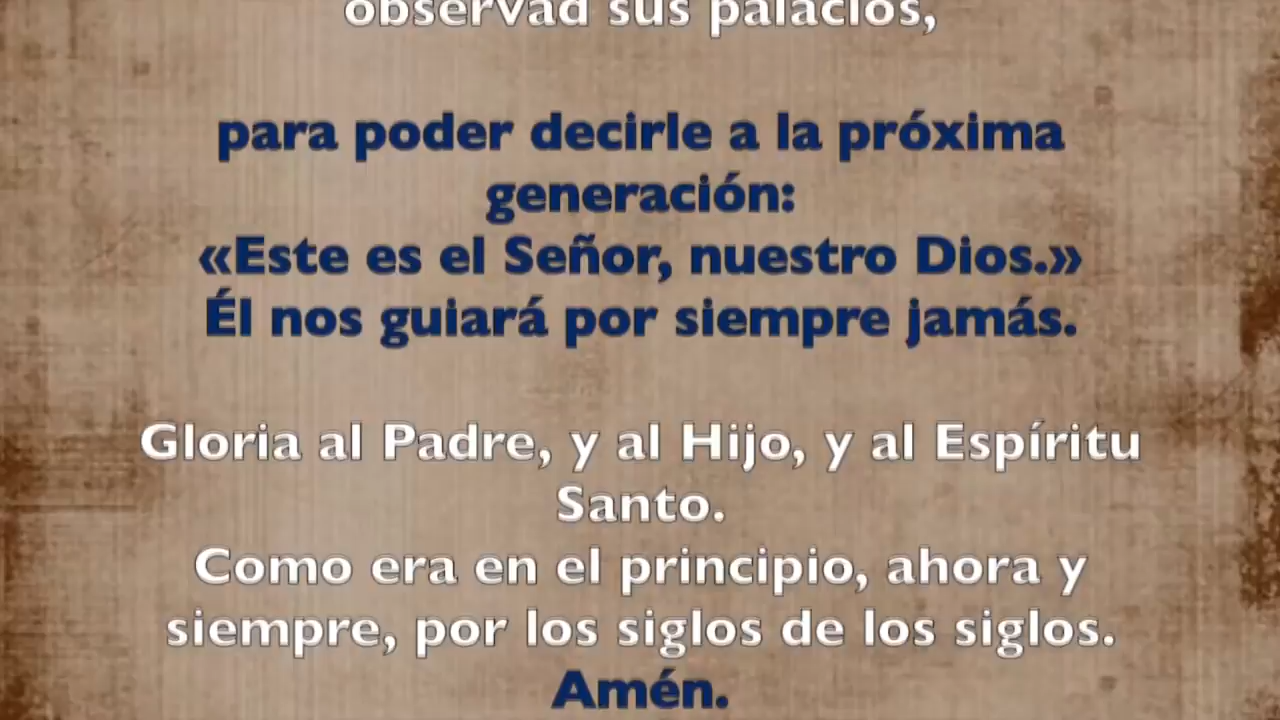 observad sus palacios,
para poder decirle a la próxima
generación:
«Este es el Señor, nuestro Dios.»
Él nos guiará por siempre jamás.
Gloria al Padre, y al Hijo, y al Espíritu
Santo.
Como era en el principio, ahora y
siempre, por los siglos de los siglos.
Amén.